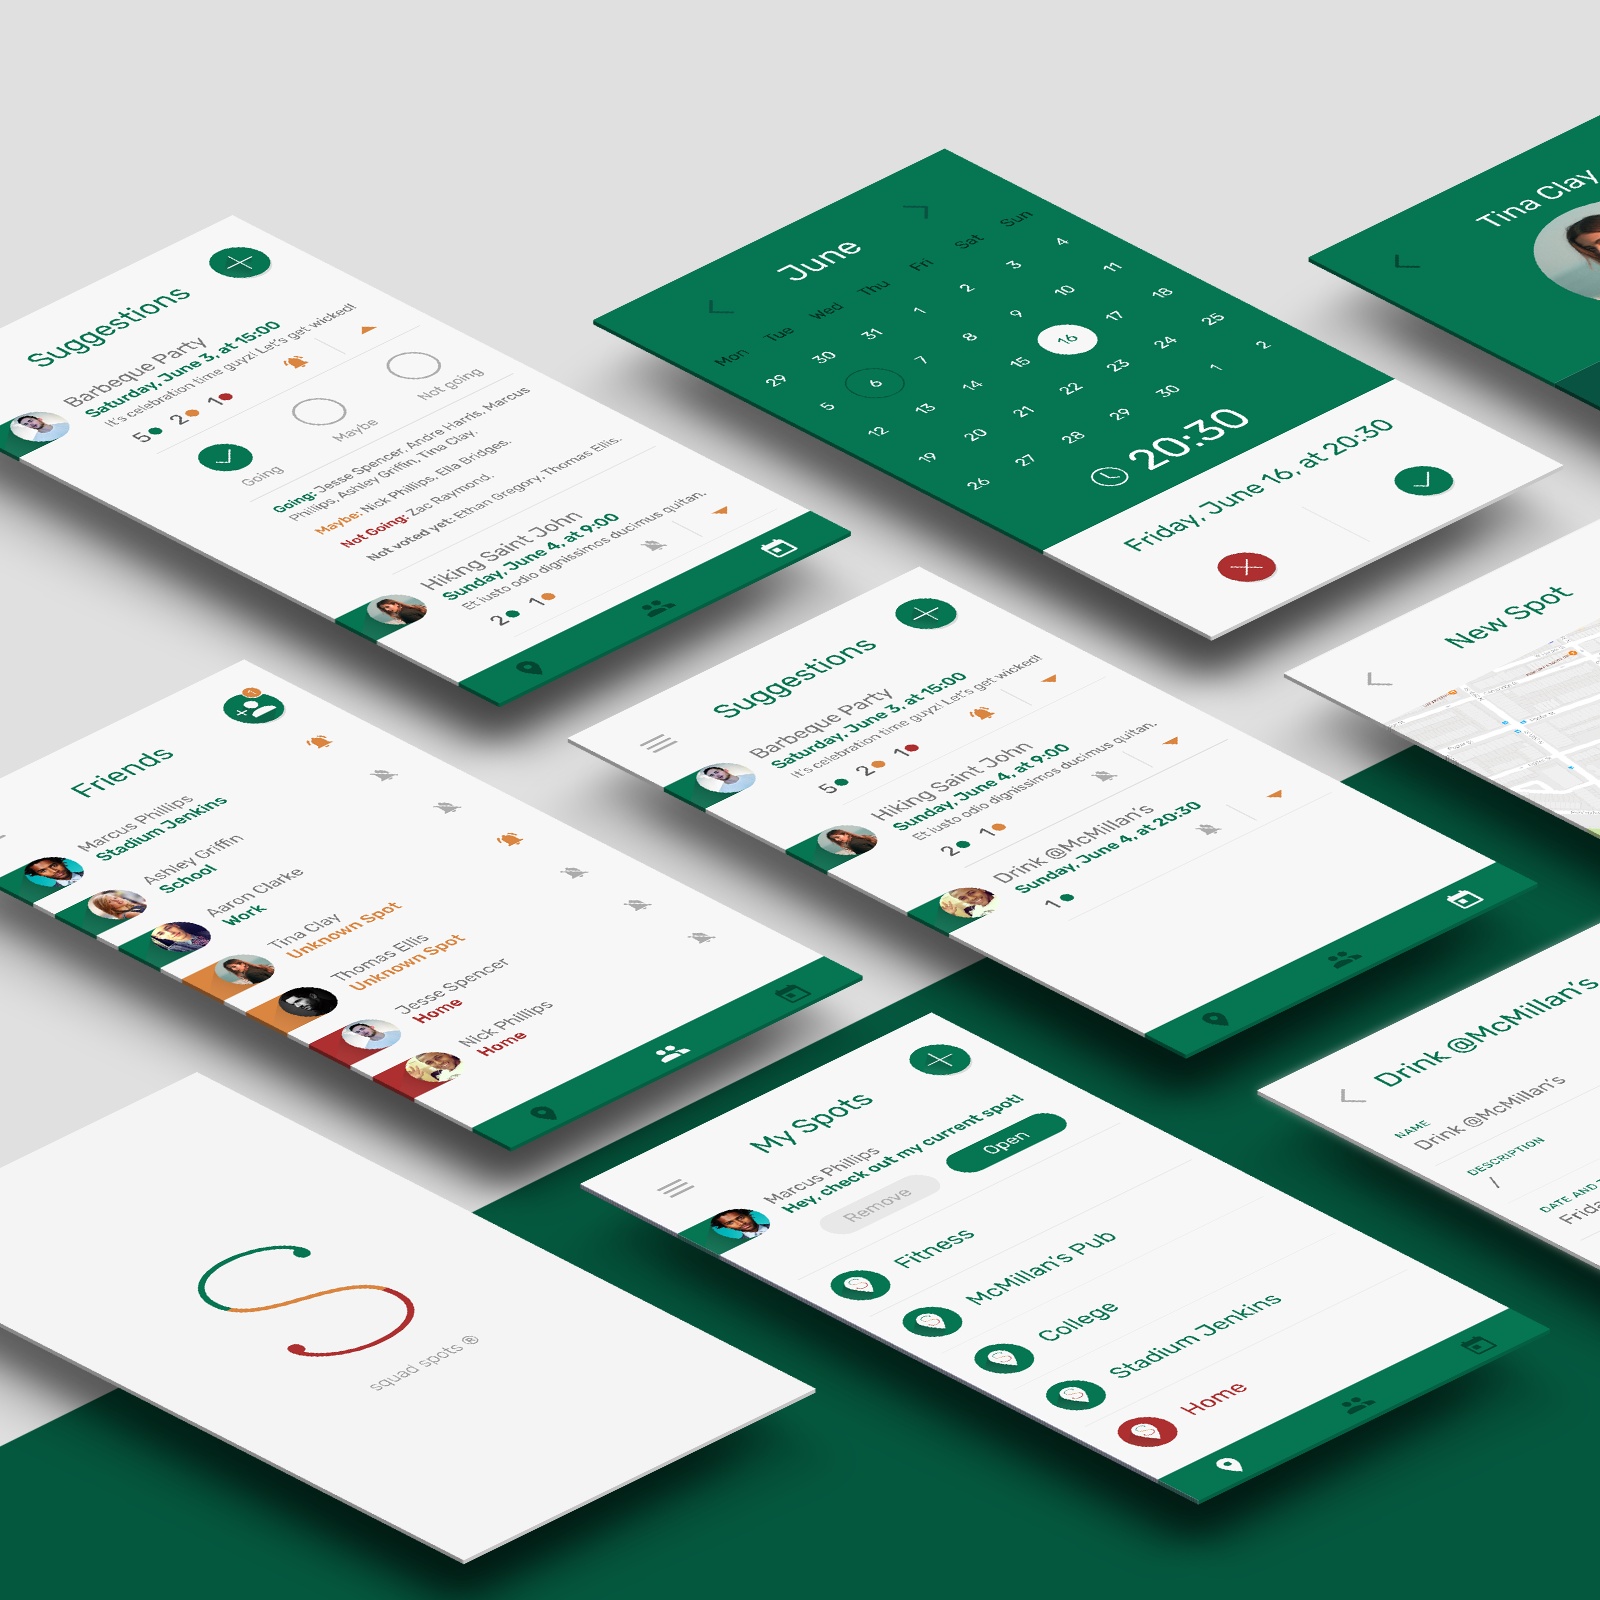 Suggestions
Barbeque Party
Saturday, June 3, at 15:00
It's celebration time guyz! Let's get wicked!
5 2 1
Going
Maybe
Not going
Going: Jesse Spencer, Andre Harris, Marcus
Phillips, Ashley Griffin, Tina Clay.
Maybe: Nick Phillips, Ella Bridges.
Not Going: Zac Raymond.
Not voted yet: Ethan Gregory, Thomas Ellis.
Hiking Saint John
Sunday, June 4, at 9:00
Et iusto odio dignissimos ducimus quitan.
2 1
June
Mon Tue Wed Thu Fri Sat Sun
29 30 31 1 2 3 4
5 6 7 8 9 10 11
12 13 14 15 16 17 18
19 20 21 22 23 24 25
26 27 28 29 30 1 2
20:30
Friday, June 16, at 20:30
Tina Clay
Friends
1
Marcus Phillips
Stadium Jenkins
Ashley Griffin
School
Aaron Clarke
Work
Tina Clay
Unknown Spot
Thomas Ellis
Unknown Spot
Jesse Spencer
Home
Nick Phillips
Home
Suggestions
Barbeque Party
Saturday, June 3, at 15:00
It's celebration time guyz! Let's get wicked!
5 2 1
Hiking Saint John
Sunday, June 4, at 9:00
Et iusto odio dignissimos ducimus quitan.
2 1
Drink @McMillan's
Sunday, June 4, at 20:30
1
New Spot
S
squad spots ®
My Spots
Marcus Phillips
Hey, check out my current spot!
Remove
Open
Fitness
McMillan's Pub
College
Stadium Jenkins
Home
Drink @McMillan's
NAME
Drink @McMillan's
DESCRIPTION
/
DATE AND